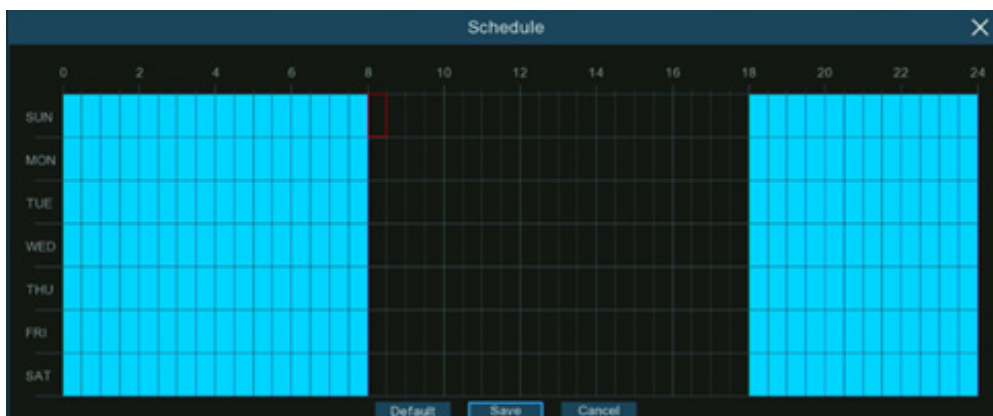 Schedule
0 2 4 6 8 10 12 14 16 18 20 22 24
SUN
MON
TUE
WED
THU
FRI
SAT
Default Save Cancel